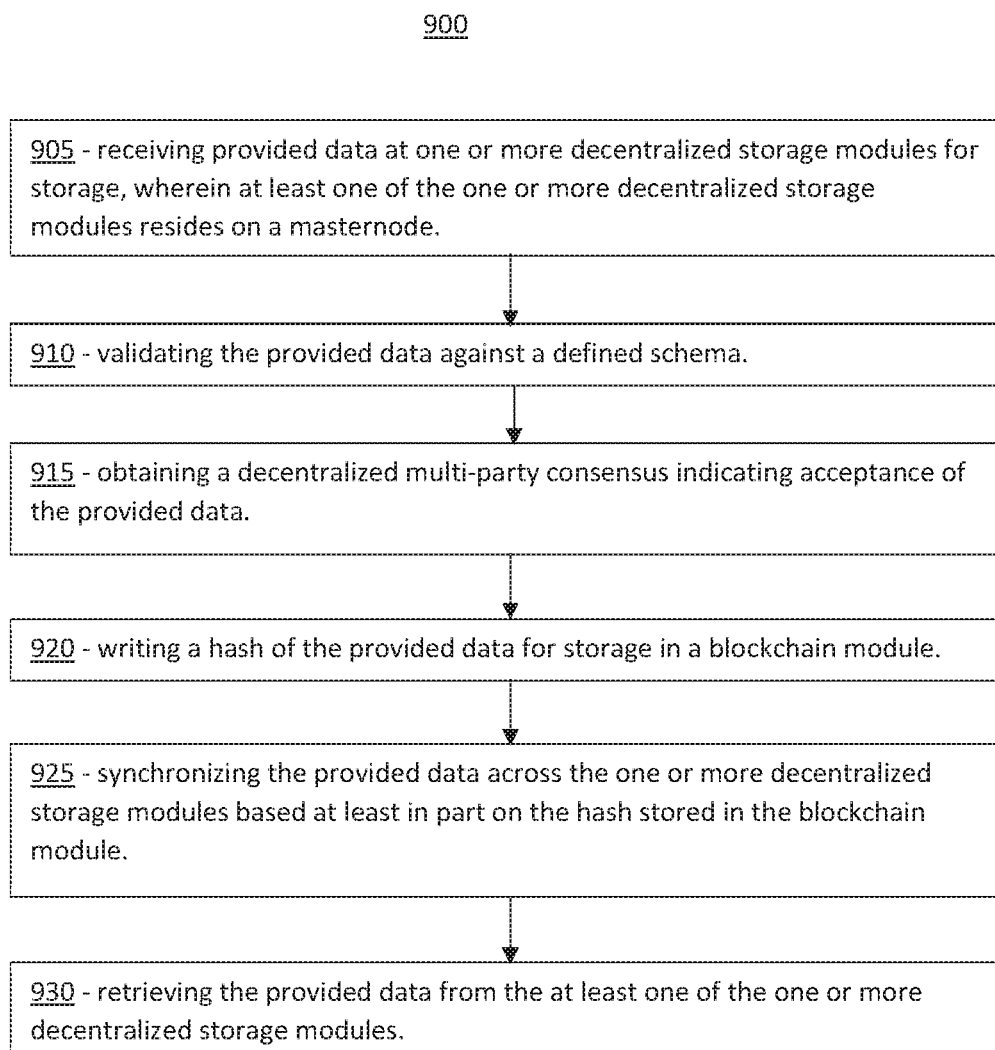 900
905 - receiving provided data at one or more decentralized storage modules for
storage, wherein at least one of the one or more decentralized storage
modules resides on a masternode.
910 - validating the provided data against a defined schema.
915 - obtaining a decentralized multi-party consensus indicating acceptance of
the provided data.
920 - writing a hash of the provided data for storage in a blockchain module.
925 - synchronizing the provided data across the one or more decentralized
storage modules based at least in part on the hash stored in the blockchain
module.
930 - retrieving the provided data from the at least one of the one or more
decentralized storage modules.